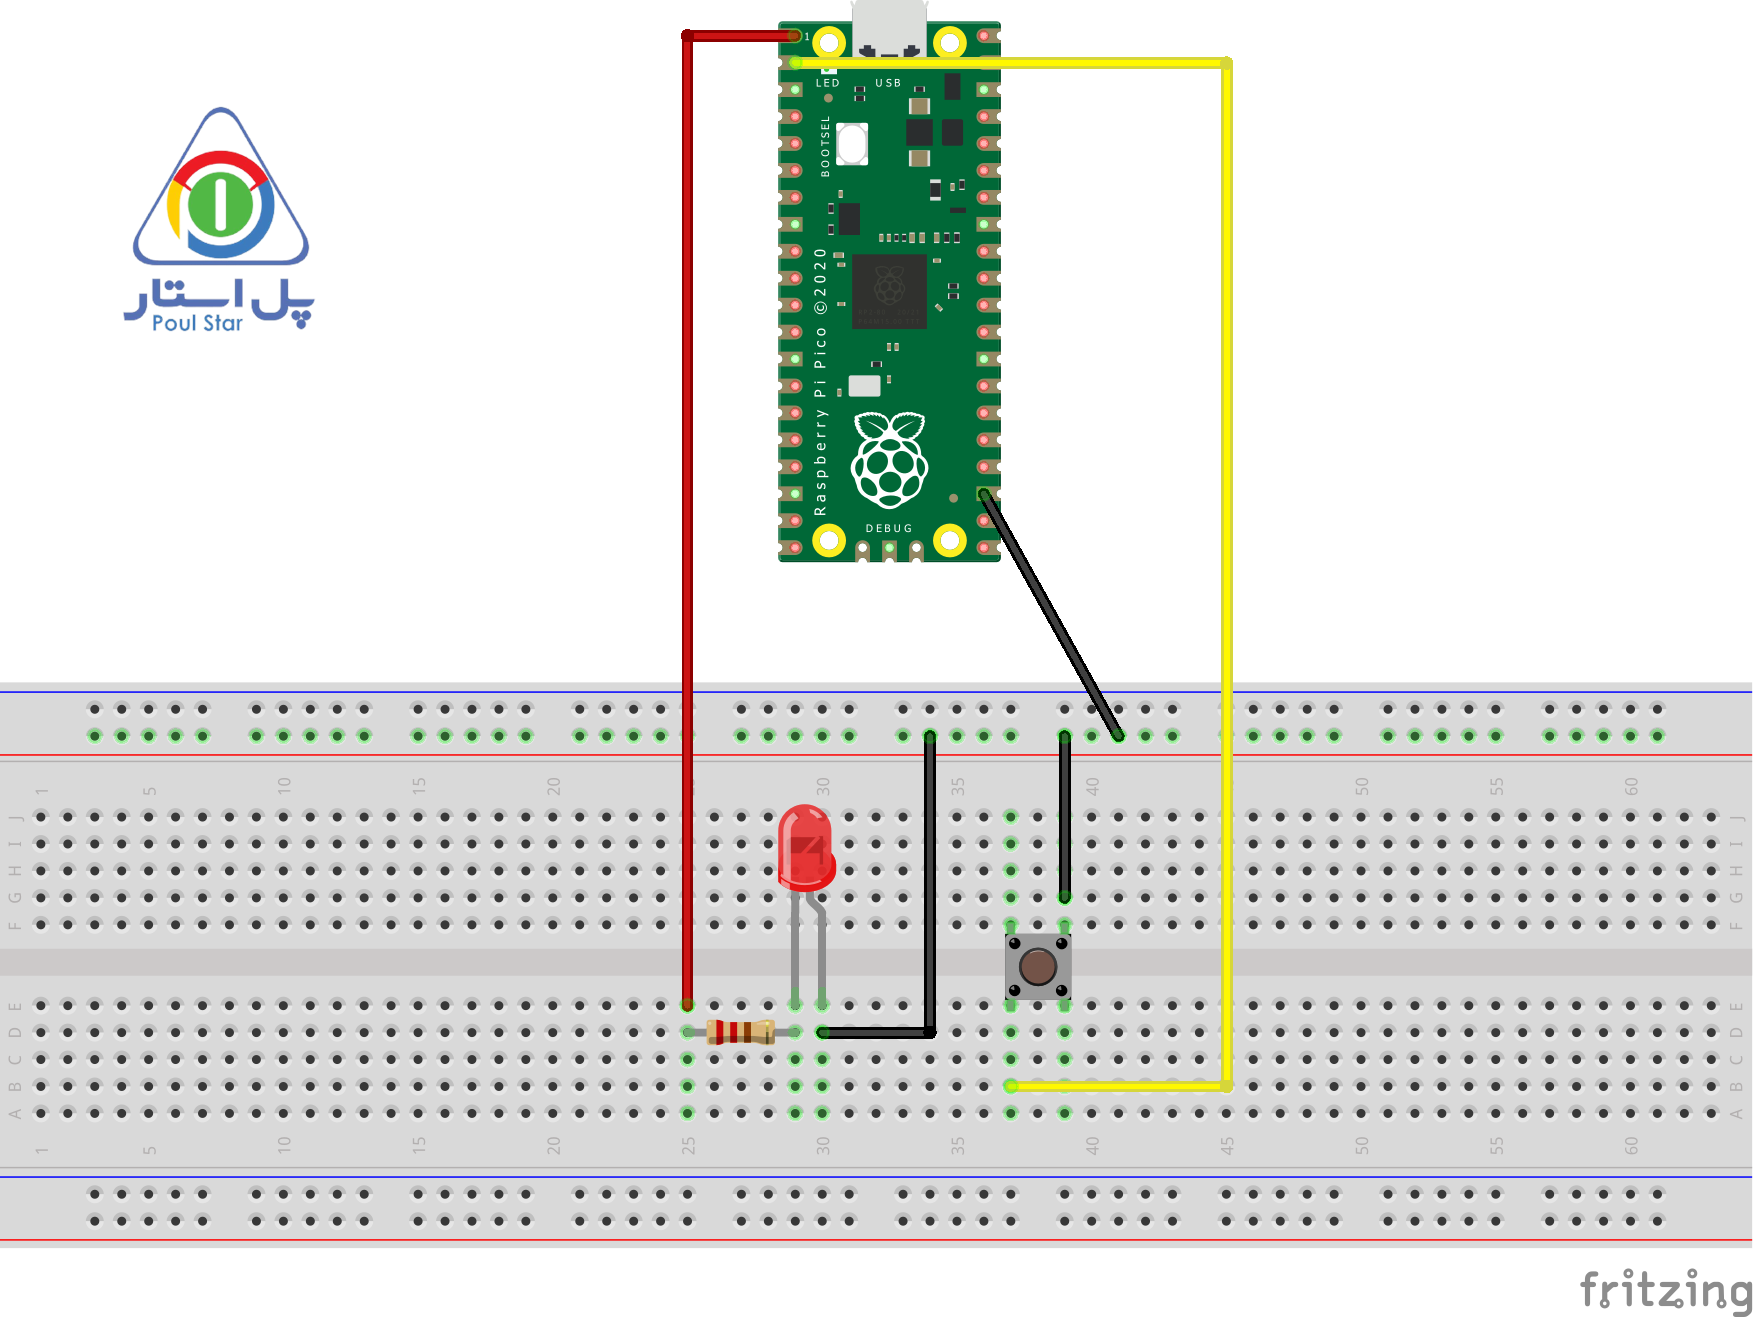 1
LED
USB
BOOTSEL
Raspberry Pi Pico ©2020
DEBUG
پل استار
Poul Star
1 5 10 15 20 30 35 40 50 55 60
J J
I I
H H
G G
F F
E E
D D
C C
B B
A A
1 5 10 15 20 25 30 35 40 45 50 55 60
fritzing